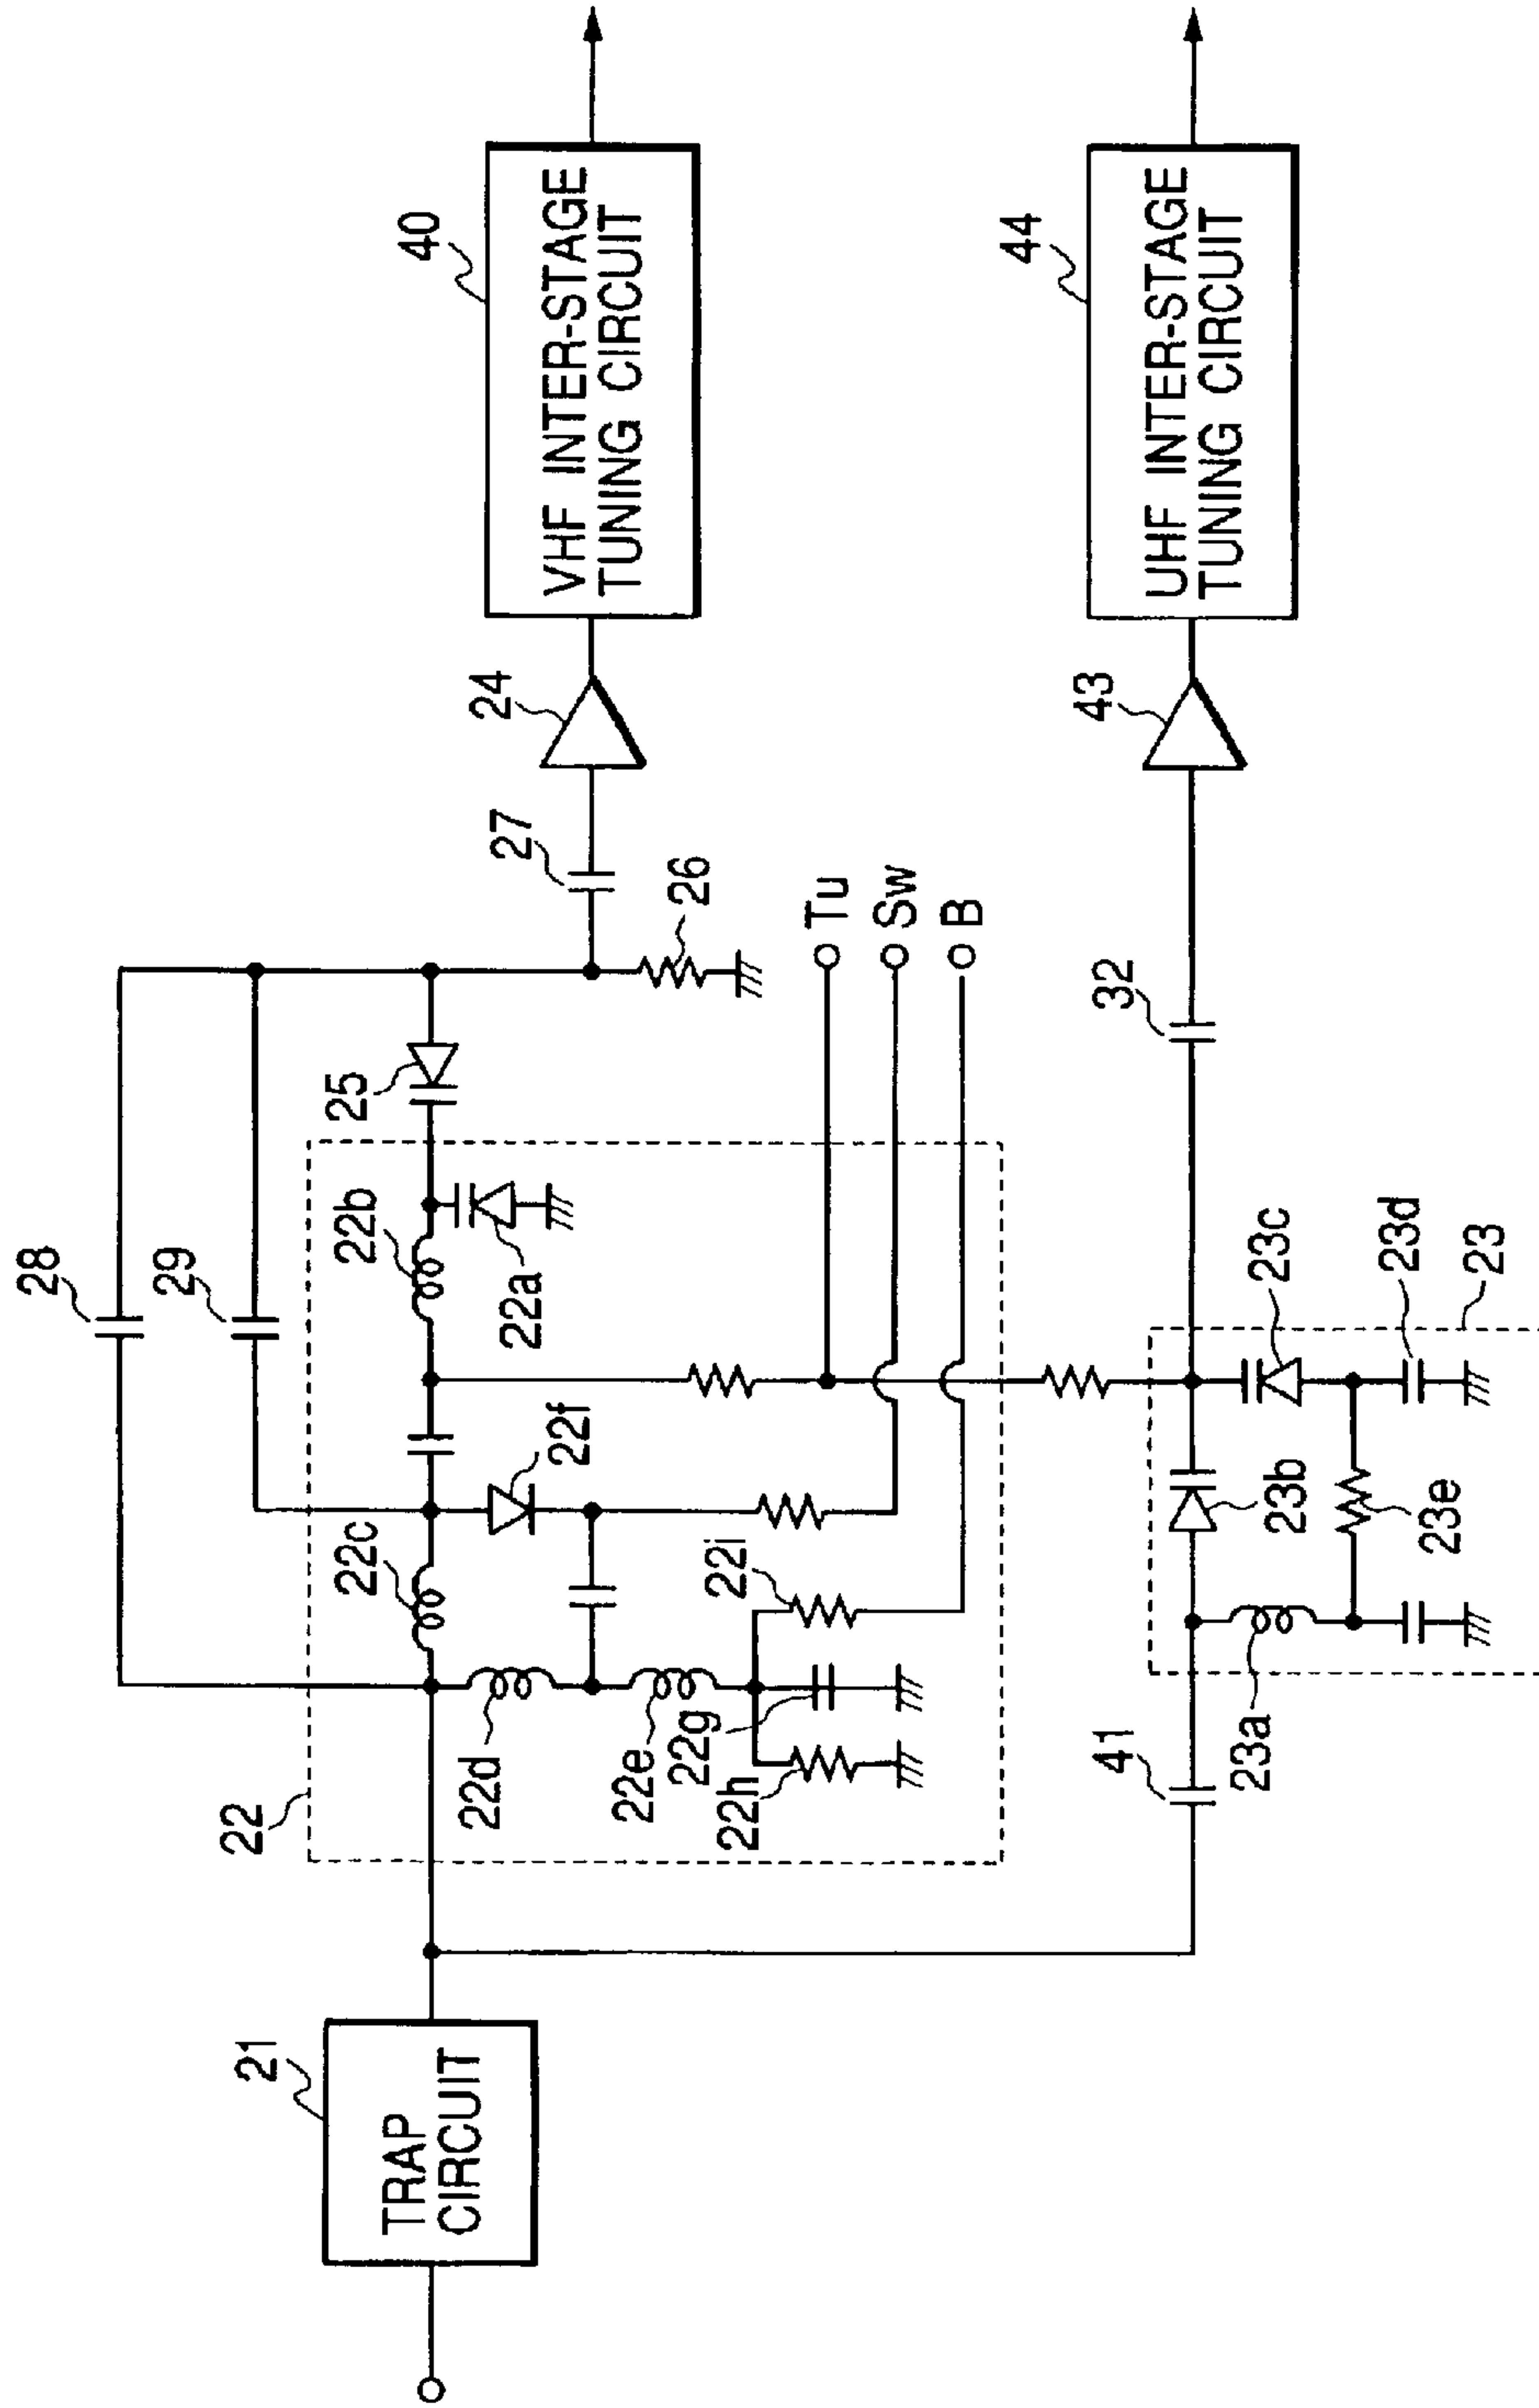 28
29
22
22c
22b
25
27
24
40
VHF INTER-STAGE
TUNING CIRCUIT
21
TRAP
CIRCUIT
22d
22f
22a
26
22e
22g
22h
22i
Tu
Sw
B
41
23a
23b
23e
23c
23d
23
32
43
44
UHF INTER-STAGE
TUNING CIRCUIT